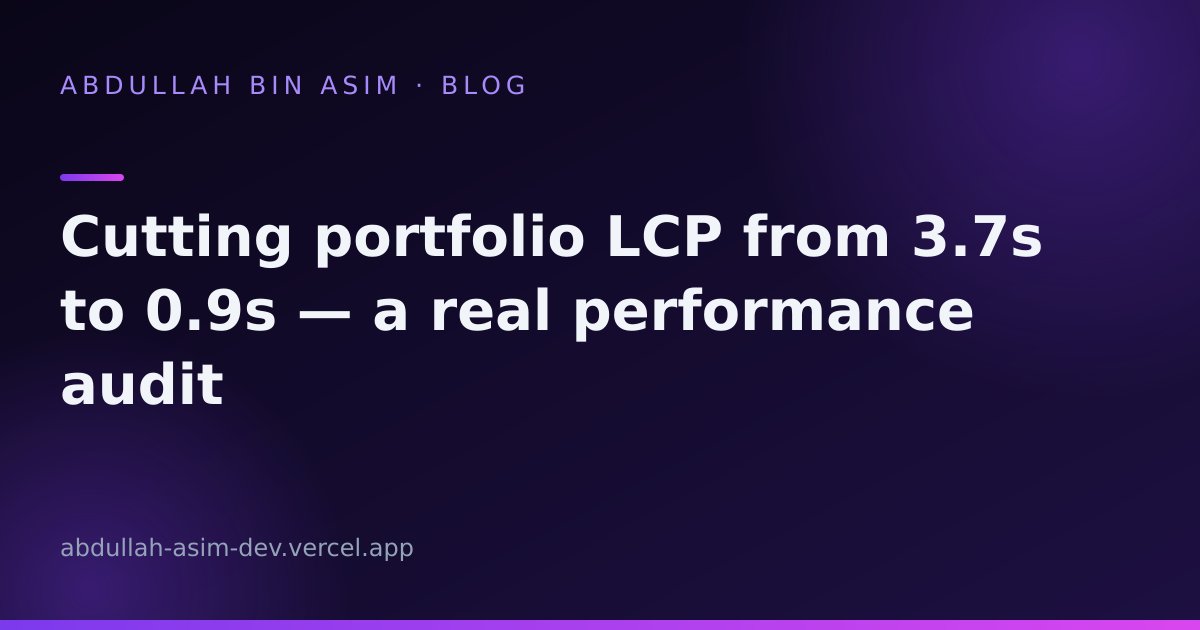 ABDULLAH BIN ASIM · BLOG
Cutting portfolio LCP from 3.7s
to 0.9s — a real performance
audit
abdullah-asim-dev.vercel.app